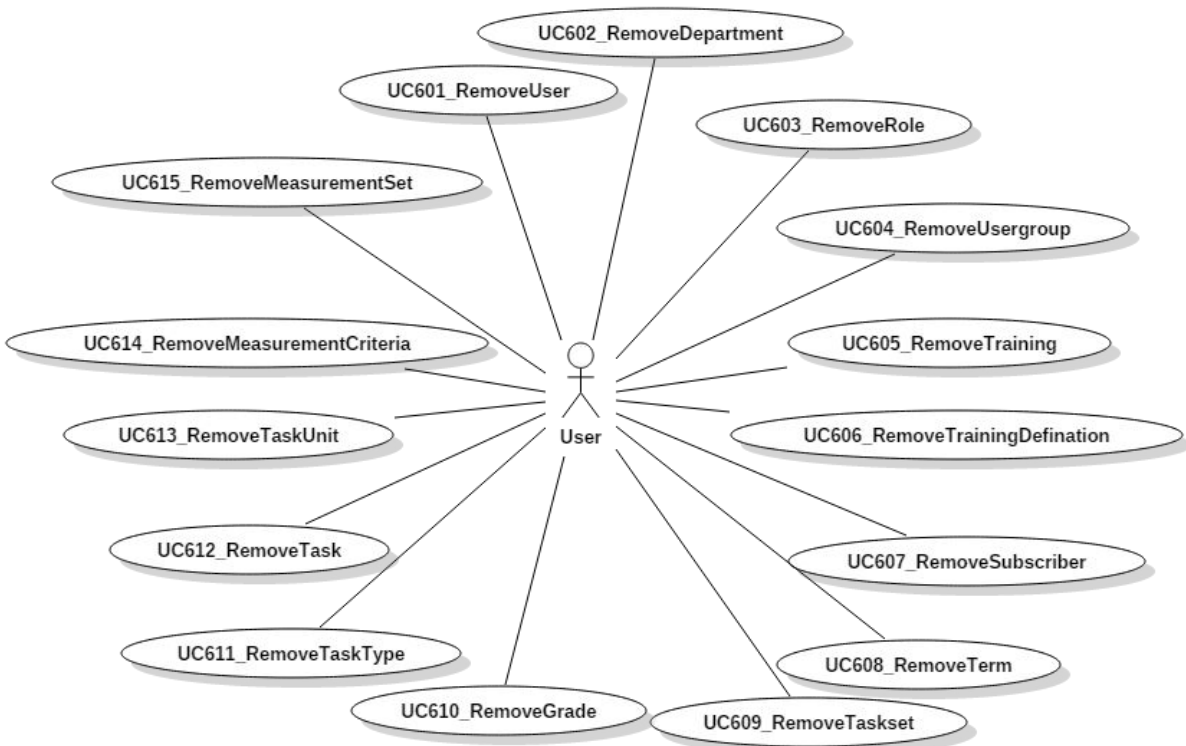 UC602_RemoveDepartment
UC601_RemoveUser
UC603_RemoveRole
UC615_RemoveMeasurementSet
UC604_RemoveUsergroup
UC614_RemoveMeasurementCriteria
UC605_RemoveTraining
UC613_RemoveTaskUnit
User
UC606_RemoveTrainingDefination
UC612_RemoveTask
UC607_RemoveSubscriber
UC611_RemoveTaskType
UC608_RemoveTerm
UC610_RemoveGrade
UC609_RemoveTaskset